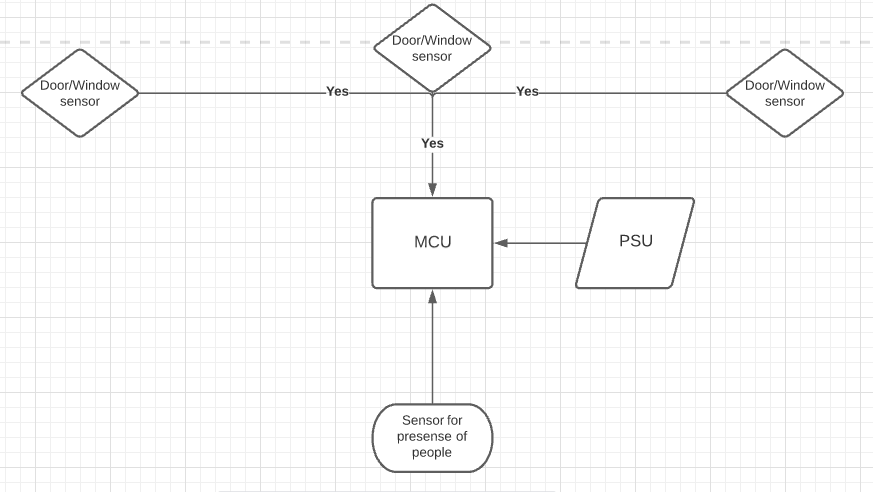 Door/Window
sensor
Door/Window
sensor
Door/Window
sensor
Yes
Yes
Yes
MCU
PSU
Sensor for
presense of
people